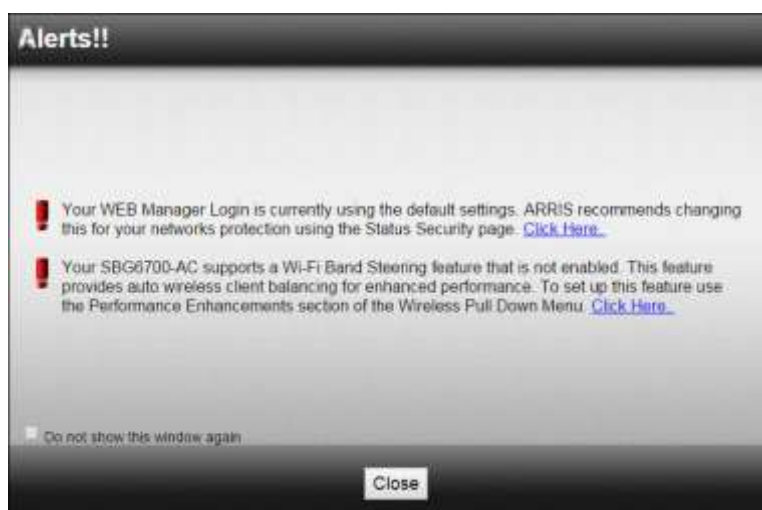 Alerts!!
Your WEB Manager Login is currently using the default settings. ARRIS recommends changing
this for your networks protection using the Status Security page. Click Here..
Your SBG6700-AC supports a Wi-Fi Band Steering feature that is not enabled. This feature
provides auto wireless client balancing for enhanced performance. To set up this feature use
the Performance Enhancements section of the Wireless Pull Down Menu. Click Here..
Do not show this window again
Close